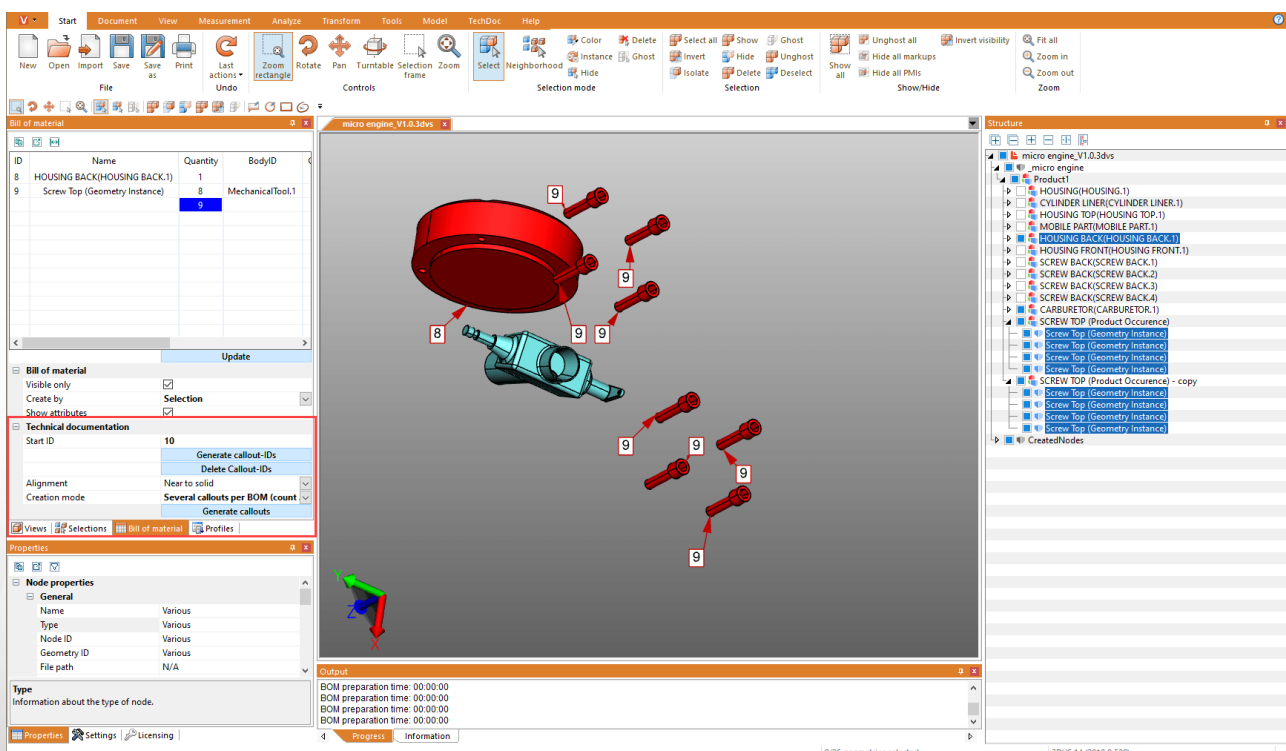 V Start Document View Measurement Analyze Transform Tools Model TechDoc Help
New Open Import Save Save as Print
File
Last actions
Undo
Zoom rectangle Rotate Pan Turntable Selection frame Zoom
Controls
Select Neighborhood
Color Delete
Instance Ghost
Hide
Selection mode
Select all Show Ghost
Invert Hide Unghost
Isolate Delete Deselect
Selection
Show all
Unghost all Invert visibility
Hide all markups
Hide all PMIs
Show/Hide
Fit all
Zoom in
Zoom out
Zoom
Bill of material
ID Name Quantity BodyID
8 HOUSING BACK(HOUSING BACK.1) 1
9 Screw Top (Geometry Instance) 8 MechanicalTool.1
9
Update
Bill of material
Visible only
Create by Selection
Show attributes
Technical documentation
Start ID 10
Generate callout-IDs
Delete Callout-IDs
Alignment Near to solid
Creation mode Several callouts per BOM (count
Generate callouts
Views Selections Bill of material Profiles
Properties
Node properties
General
Name Various
Type Various
Node ID Various
Geometry ID Various
File path N/A
Type
Information about the type of node.
Properties Settings Licensing
micro engine_V1.0.3dvs
9
9
8
9
9
9
9
9
9
Y
Z
X
Output
BOM preparation time: 00:00:00
BOM preparation time: 00:00:00
BOM preparation time: 00:00:00
BOM preparation time: 00:00:00
Progress Information
Structure
micro engine_V1.0.3dvs
_micro engine
Product1
HOUSING(HOUSING.1)
CYLINDER LINER(CYLINDER LINER.1)
HOUSING TOP(HOUSING TOP.1)
MOBILE PART(MOBILE PART.1)
HOUSING BACK(HOUSING BACK.1)
HOUSING FRONT(HOUSING FRONT.1)
SCREW BACK(SCREW BACK.1)
SCREW BACK(SCREW BACK.2)
SCREW BACK(SCREW BACK.3)
SCREW BACK(SCREW BACK.4)
CARBURETOR(CARBURETOR.1)
SCREW TOP (Product Occurence)
Screw Top (Geometry Instance)
Screw Top (Geometry Instance)
Screw Top (Geometry Instance)
Screw Top (Geometry Instance)
SCREW TOP (Product Occurence) - copy
Screw Top (Geometry Instance)
Screw Top (Geometry Instance)
Screw Top (Geometry Instance)
Screw Top (Geometry Instance)
CreatedNodes